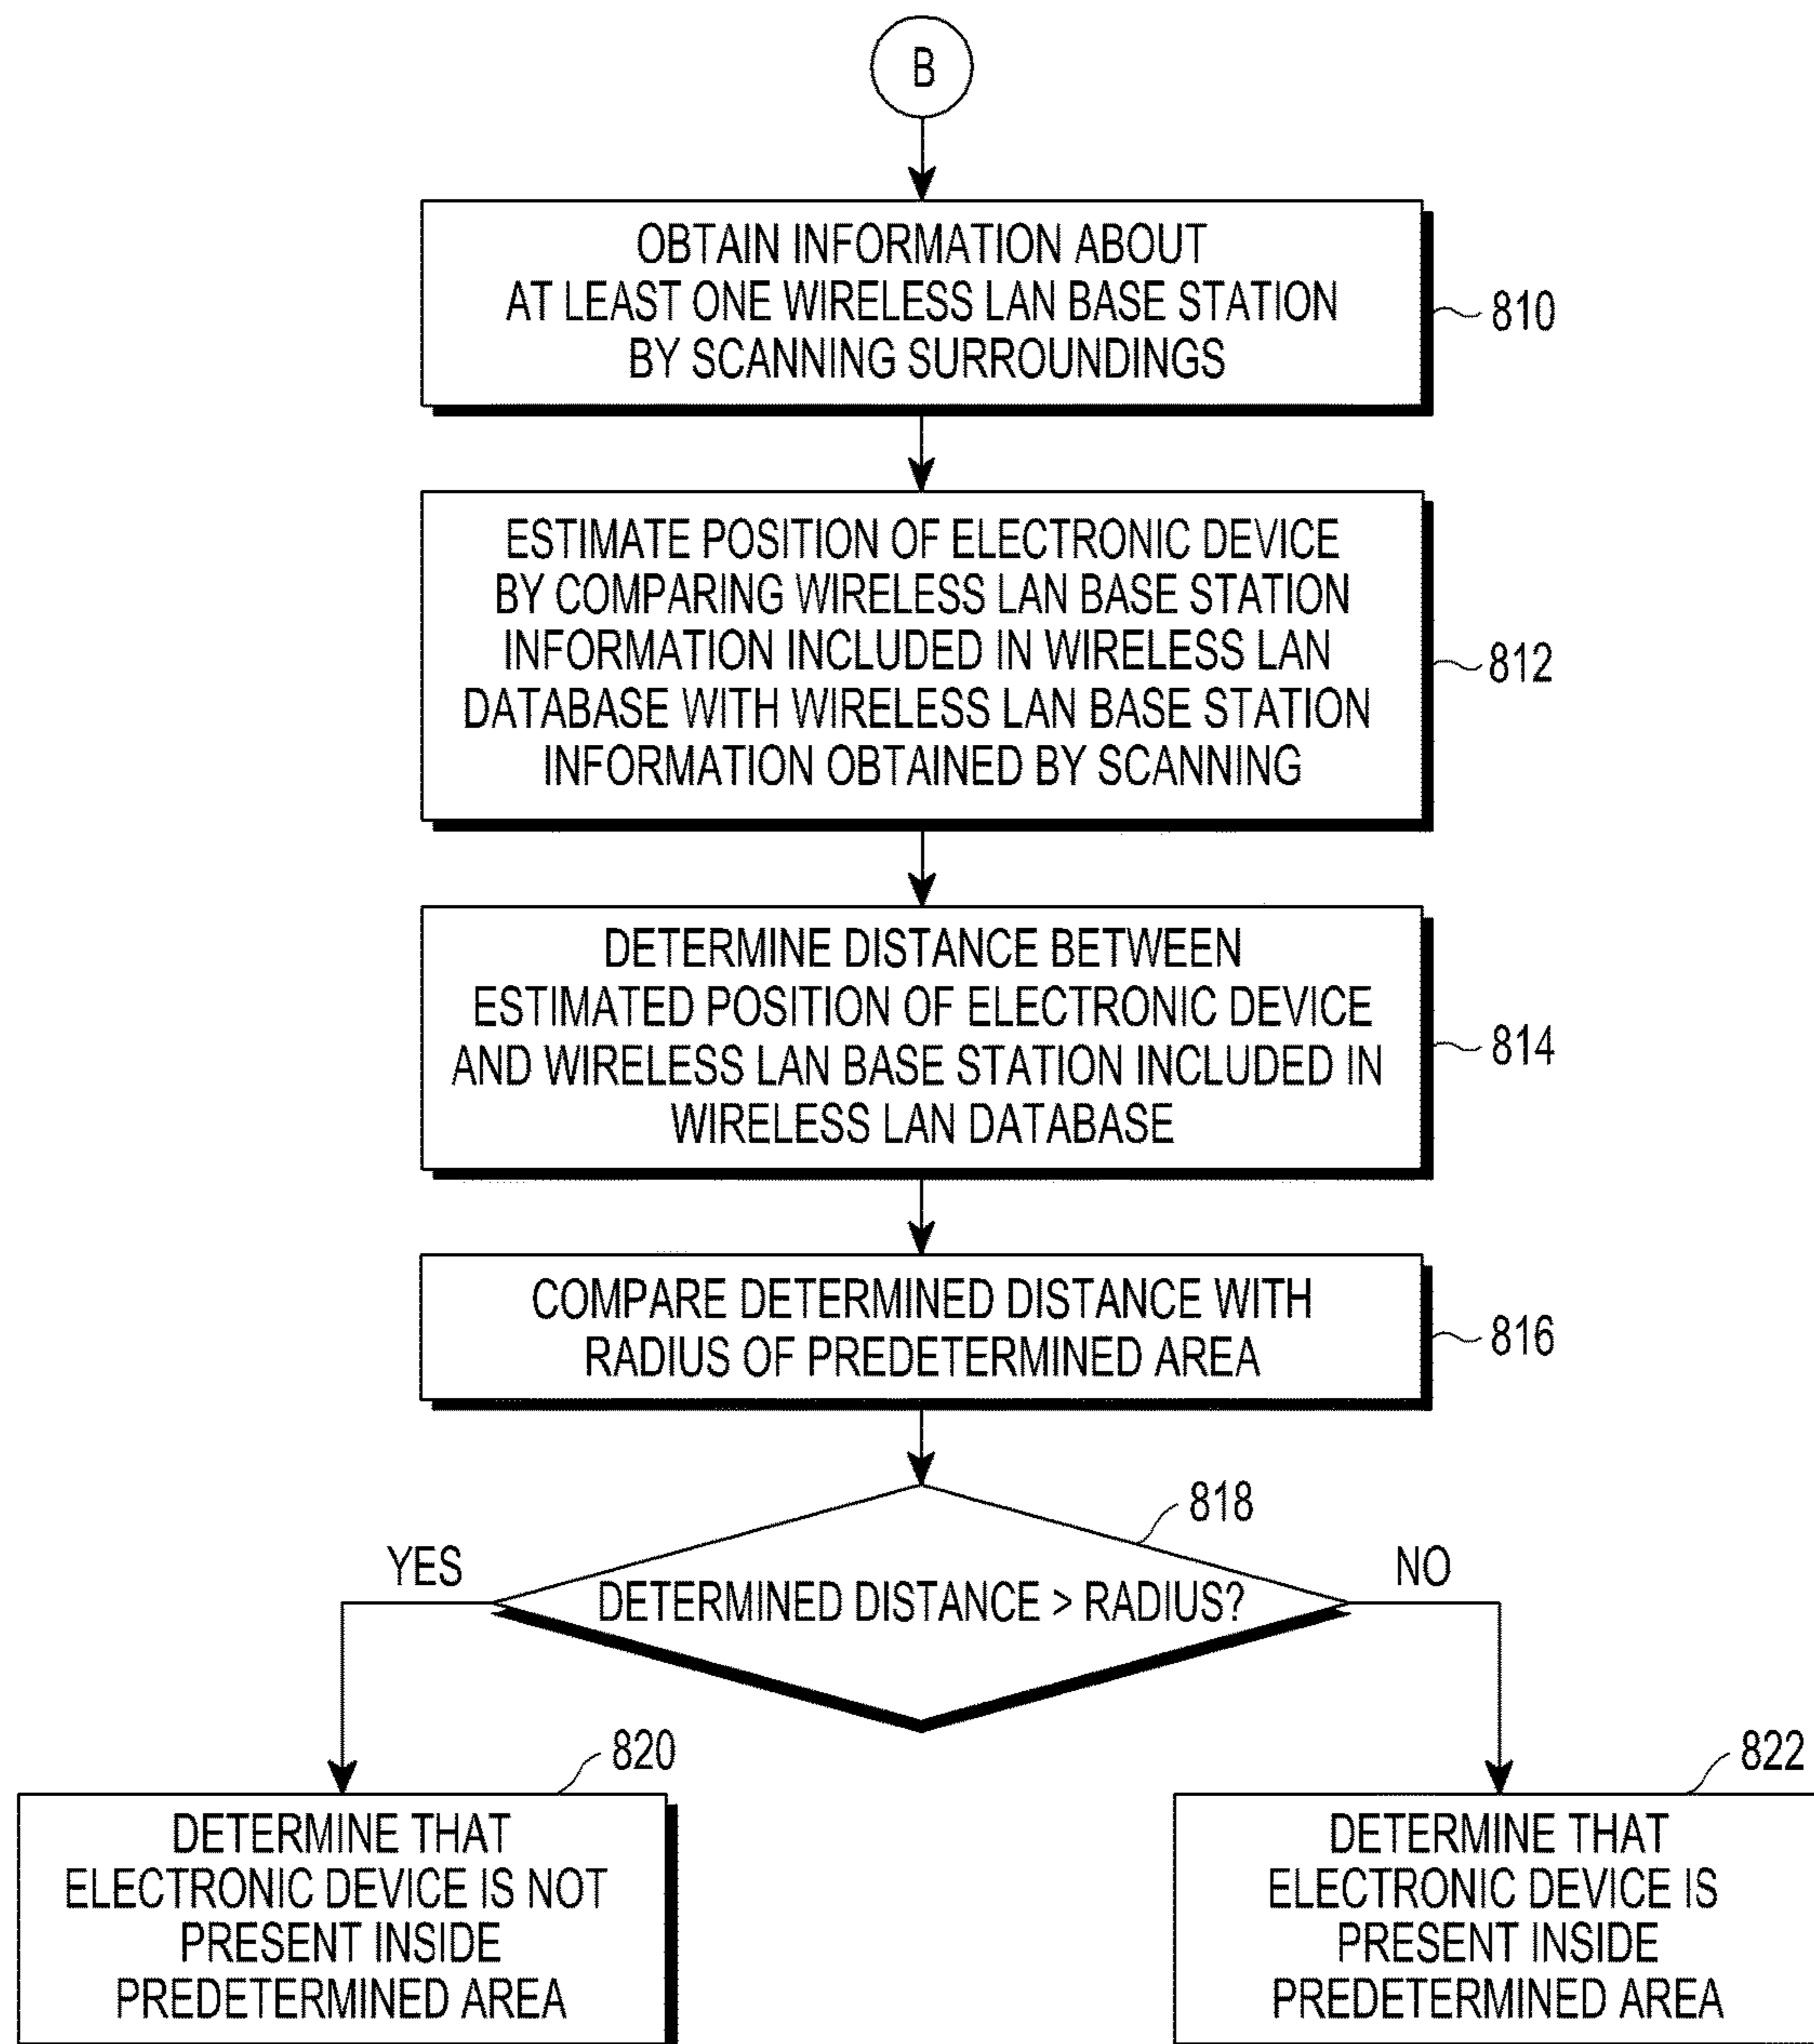 B
OBTAIN INFORMATION ABOUT
AT LEAST ONE WIRELESS LAN BASE STATION
BY SCANNING SURROUNDINGS
810
ESTIMATE POSITION OF ELECTRONIC DEVICE
BY COMPARING WIRELESS LAN BASE STATION
INFORMATION INCLUDED IN WIRELESS LAN
DATABASE WITH WIRELESS LAN BASE STATION
INFORMATION OBTAINED BY SCANNING
812
DETERMINE DISTANCE BETWEEN
ESTIMATED POSITION OF ELECTRONIC DEVICE
AND WIRELESS LAN BASE STATION INCLUDED IN
WIRELESS LAN DATABASE
814
COMPARE DETERMINED DISTANCE WITH
RADIUS OF PREDETERMINED AREA
816
818
YES
NO
DETERMINED DISTANCE > RADIUS?
820
DETERMINE THAT
ELECTRONIC DEVICE IS NOT
PRESENT INSIDE
PREDETERMINED AREA
822
DETERMINE THAT
ELECTRONIC DEVICE IS
PRESENT INSIDE
PREDETERMINED AREA